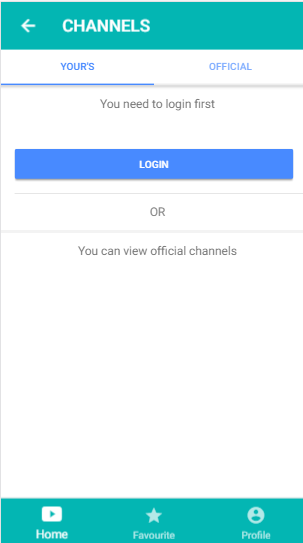 CHANNELS
YOUR'S OFFICIAL
You need to login first
LOGIN
OR
You can view official channels
Home Favourite Profile